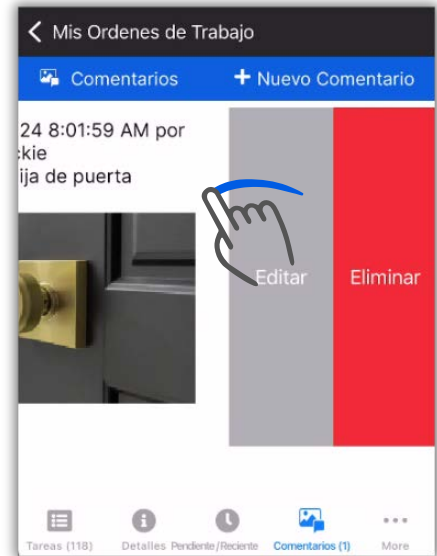 Mis Ordenes de Trabajo
Comentarios + Nuevo Comentario
24 8:01:59 AM por
ckie
ija de puerta
Editar Eliminar
Tareas (118) Detalles Pendiente/Reciente Comentarios (1) More